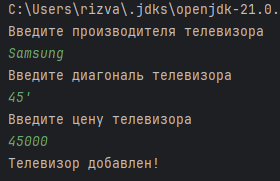 C:\Users\rizva\.jdks\openjdk-21.0.
Введите производителя телевизора
Samsung
Введите диагональ телевизора
45'
Введите цену телевизора
45000
Телевизор добавлен!